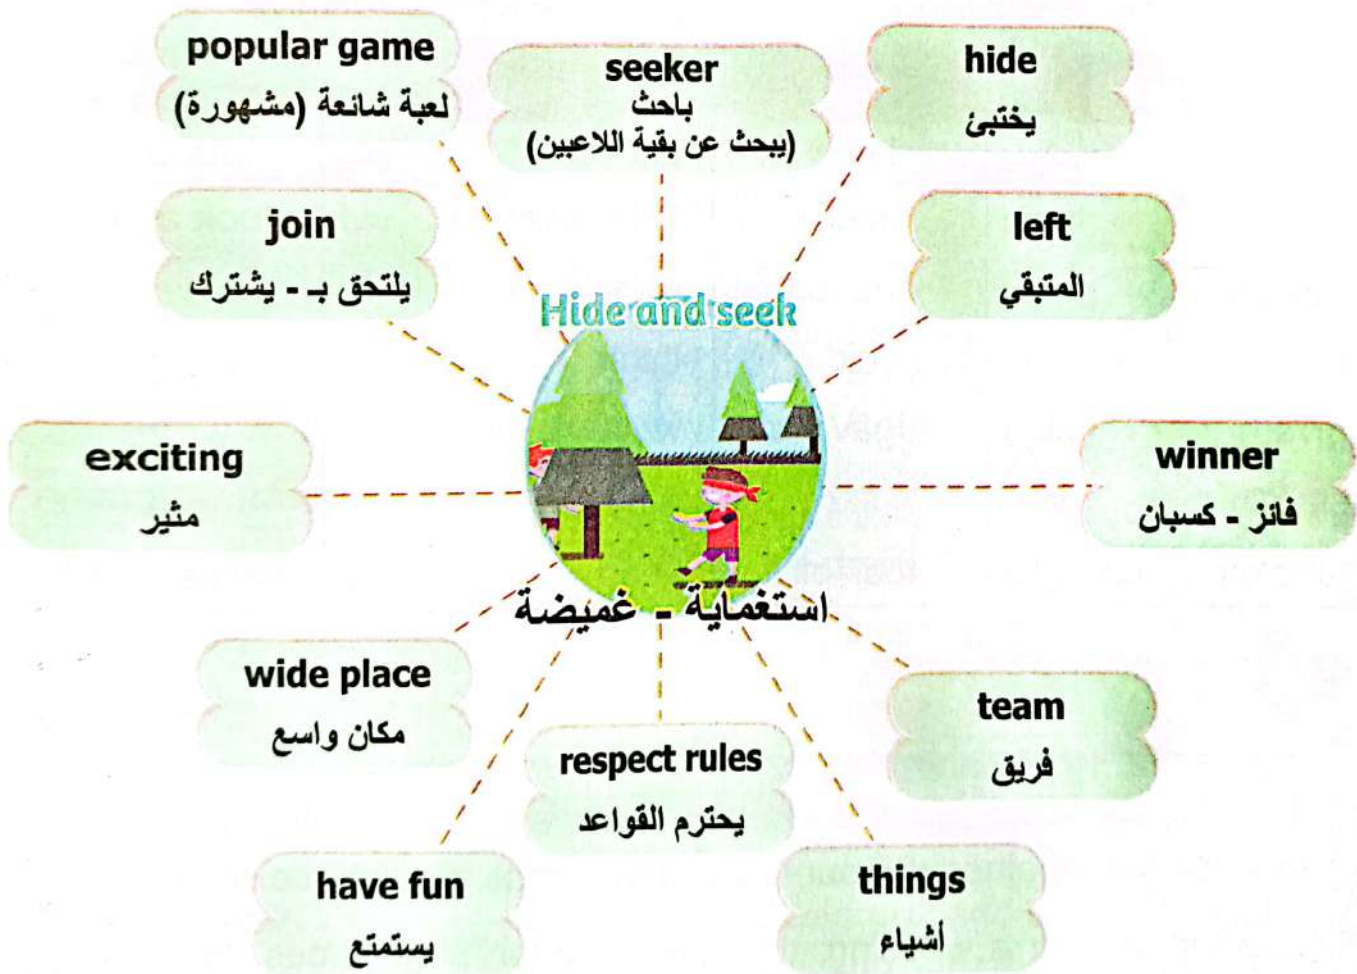 popular game
لعبة شائعة (مشهورة)
seeker
باحث
(يبحث عن بقية اللاعبين)
hide
يختبئ
join
يلتحق بـ - يشترك
left
المتبقي
Hide and seek
exciting
مثير
winner
فائز - كسبان
استغماية - غميضة
wide place
مكان واسع
team
فريق
respect rules
يحترم القواعد
have fun
يستمتع
things
أشياء